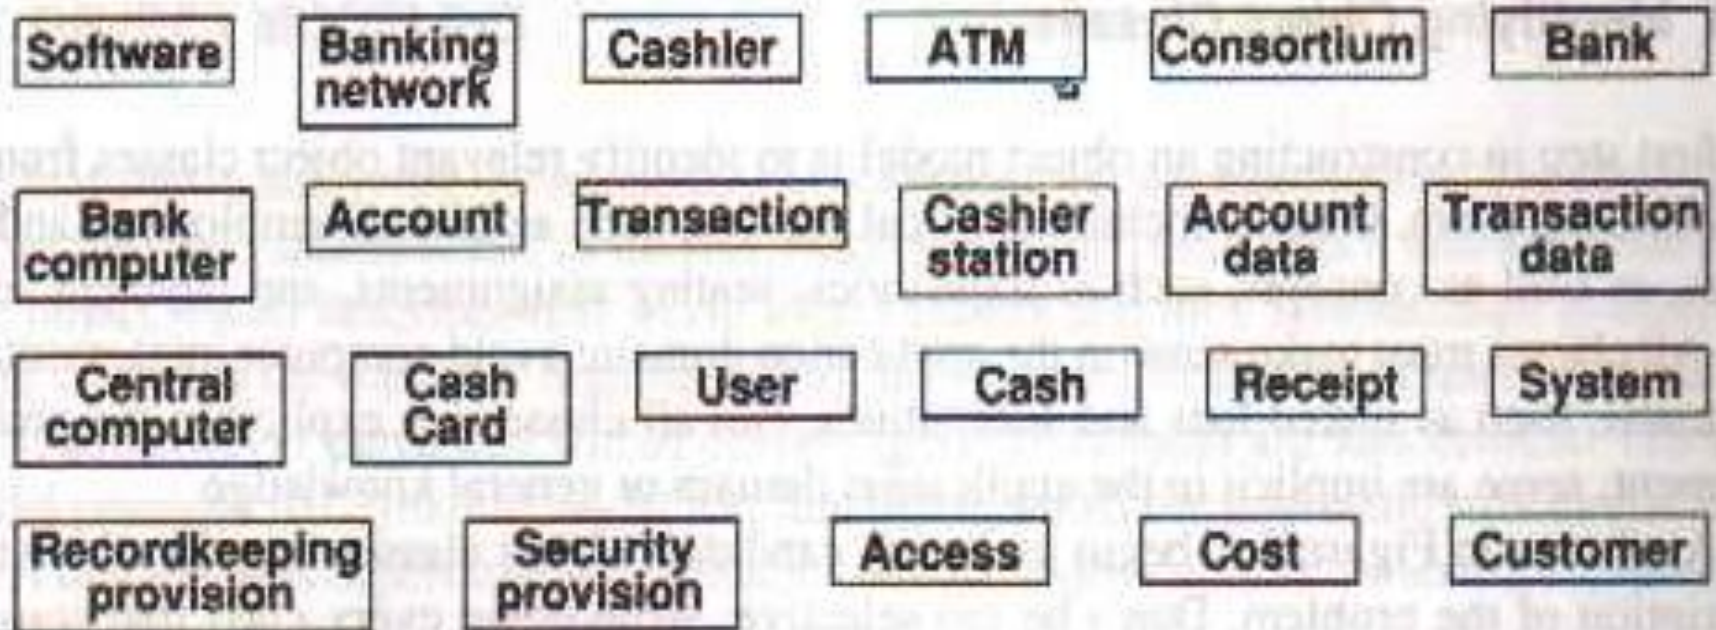 Software
Banking
network
Cashier
ATM
Consortium
Bank
Bank
computer
Account
Transaction
Cashier
station
Account
data
Transaction
data
Central
computer
Cash
Card
User
Cash
Receipt
System
Recordkeeping
provision
Security
provision
Access
Cost
Customer